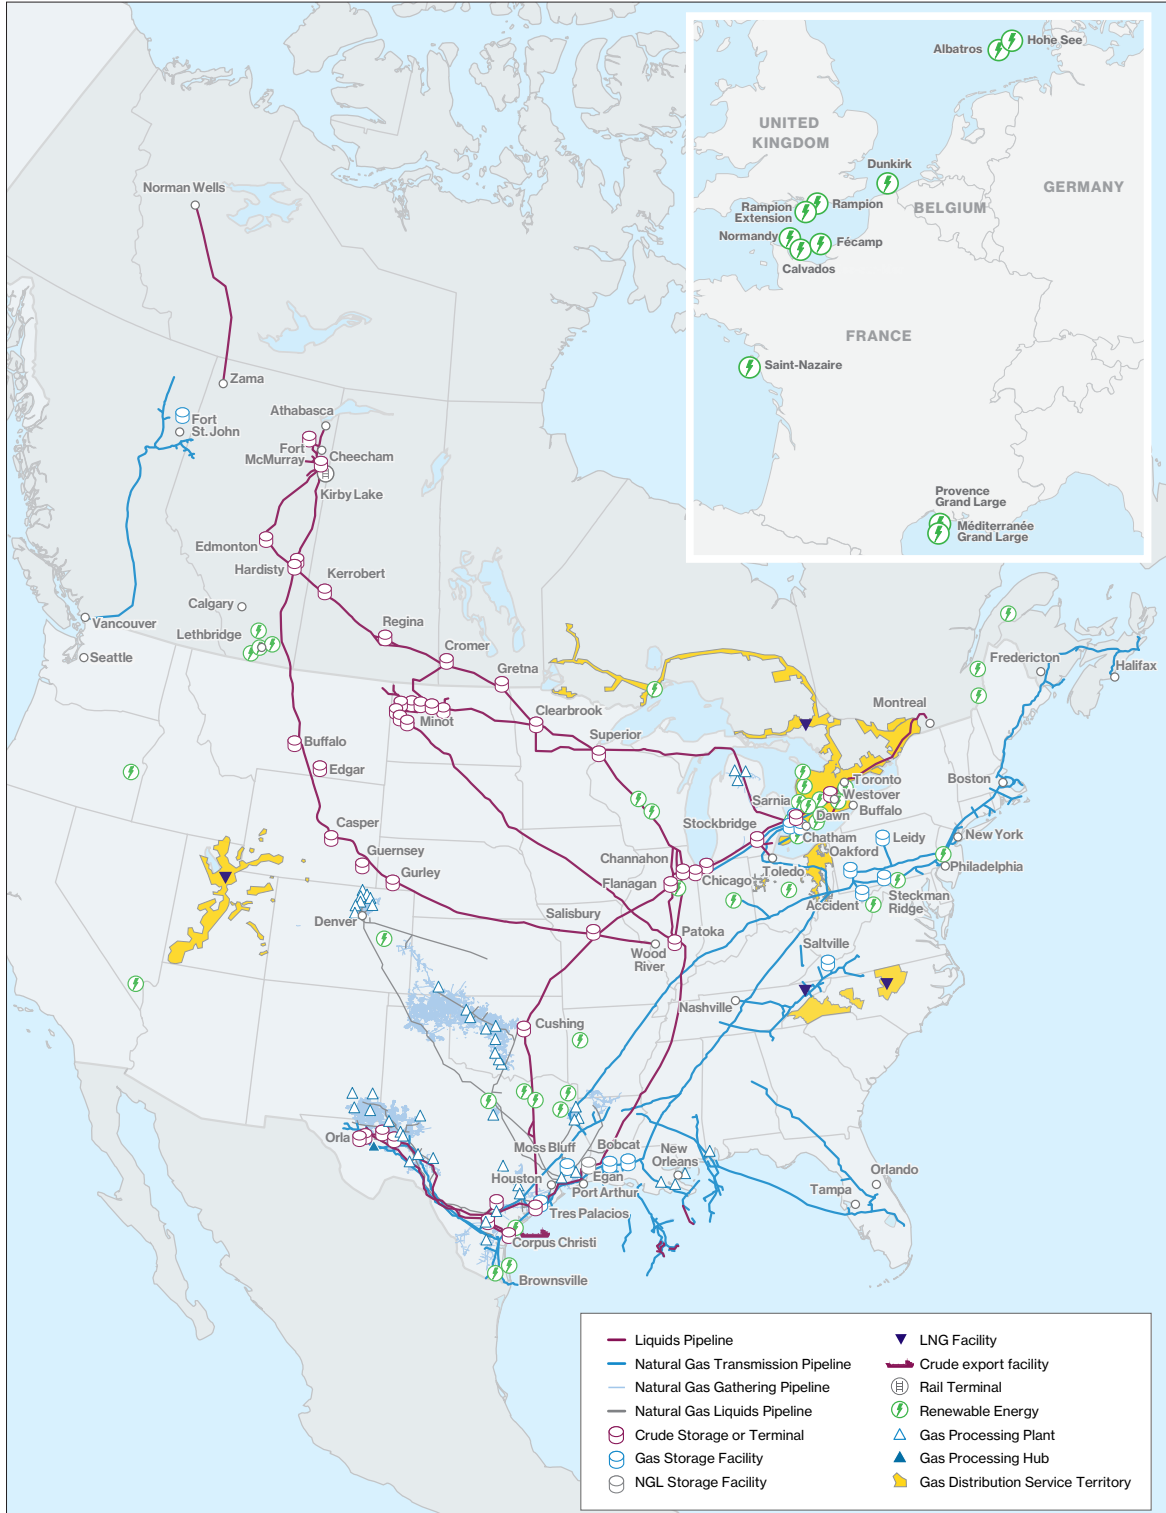 Albatros
Hohe See
UNITED
KINGDOM
Dunkirk
GERMANY
BELGIUM
Rampion
Extension
Rampion
Normandy
Fécamp
Calvados
FRANCE
Saint-Nazaire
Provence
Grand Large
Méditerranée
Grand Large
Norman Wells
Zama
Fort
St. John
Athabasca
Fort
McMurray
Cheecham
Kirby Lake
Edmonton
Hardisty
Kerrobert
Calgary
Vancouver
Lethbridge
Seattle
Regina
Cromer
Gretna
Fredericton
Halifax
Montreal
Minot
Clearbrook
Superior
Buffalo
Edgar
Toronto
Westover
Buffalo
Boston
Sarnia
Dawn
Chatham
Stockbridge
Casper
Guernsey
Gurley
Channahon
Flanagan
Chicago
Toledo
Oakford
Leidy
New York
Philadelphia
Accident
Steckman
Ridge
Denver
Salisbury
Patoka
Wood
River
Saltville
Nashville
Cushing
Orla
Moss Bluff
Bobcat
New
Orleans
Houston
Egan
Port Arthur
Tres Palacios
Orlando
Tampa
Corpus Christi
Brownsville
Liquids Pipeline
Natural Gas Transmission Pipeline
Natural Gas Gathering Pipeline
Natural Gas Liquids Pipeline
Crude Storage or Terminal
Gas Storage Facility
NGL Storage Facility
LNG Facility
Crude export facility
Rail Terminal
Renewable Energy
Gas Processing Plant
Gas Processing Hub
Gas Distribution Service Territory